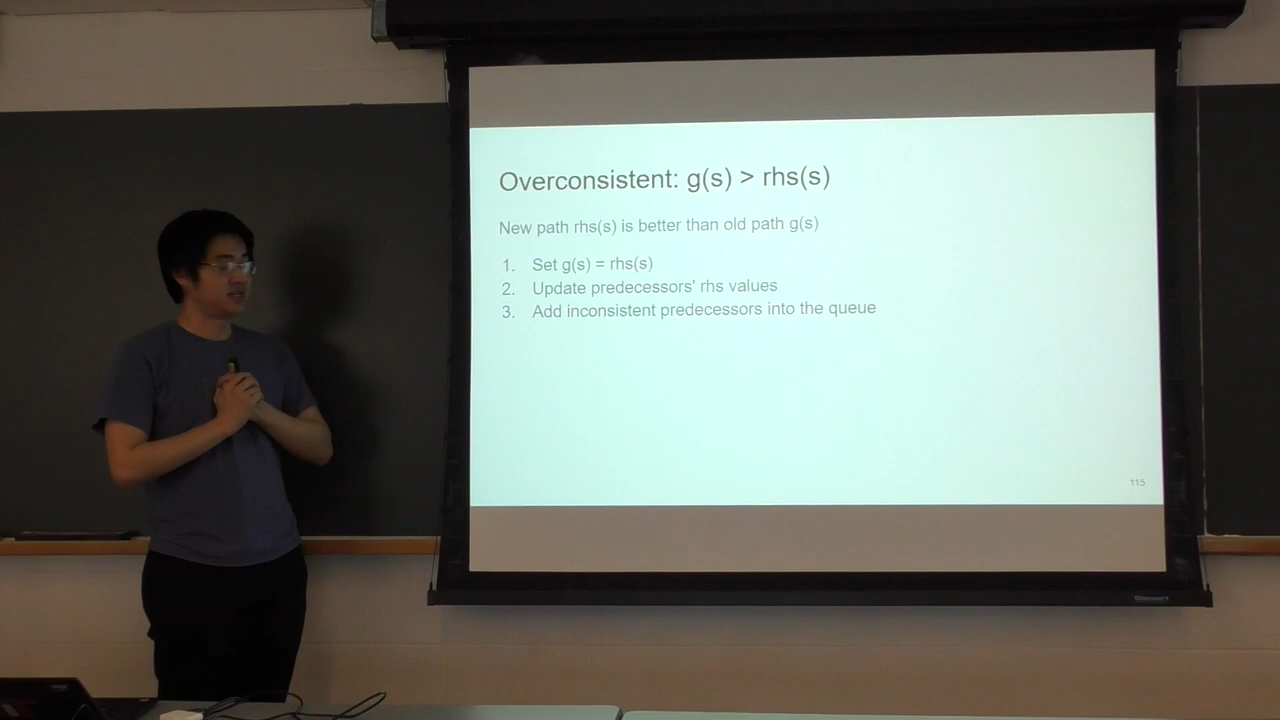 Overconsistent: g(s) > rhs(s)
New path rhs(s) is better than old path g(s)
1. Set g(s) = rhs(s)
2. Update predecessors' rhs values
3. Add inconsistent predecessors into the queue
115